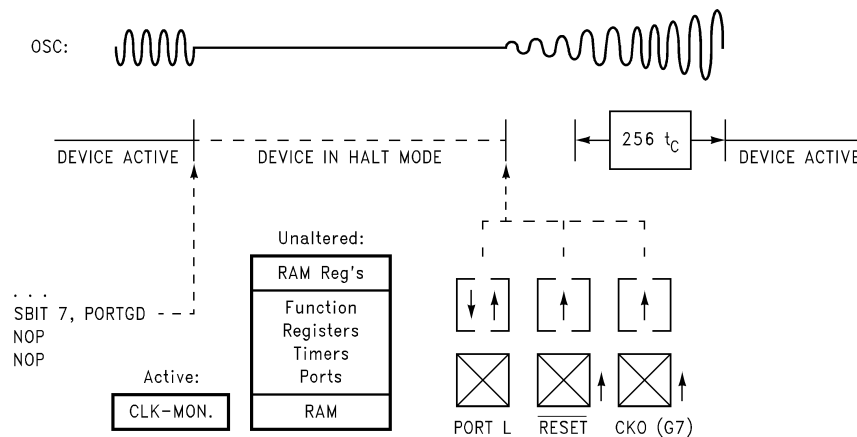 OSC:
256 tC
DEVICE ACTIVE
DEVICE IN HALT MODE
DEVICE ACTIVE
Unaltered:
RAM Reg's
Function
Registers
Timers
Ports
RAM
. . .
SBIT 7, PORTGD
NOP
NOP
Active:
CLK-MON.
PORT L
RESET
CKO (G7)